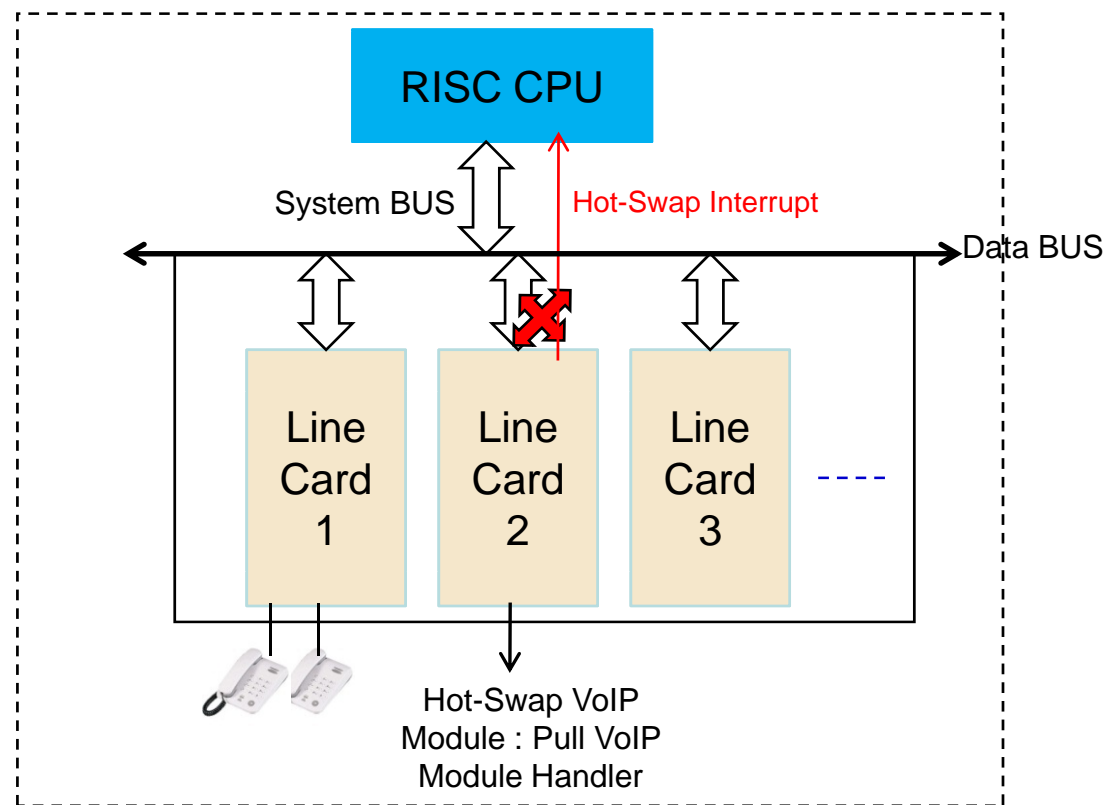 RISC CPU
System BUS
Hot-Swap Interrupt
Data BUS
Line
Card
1
Line
Card
2
Line
Card
3
Hot-Swap VoIP
Module : Pull VoIP
Module Handler